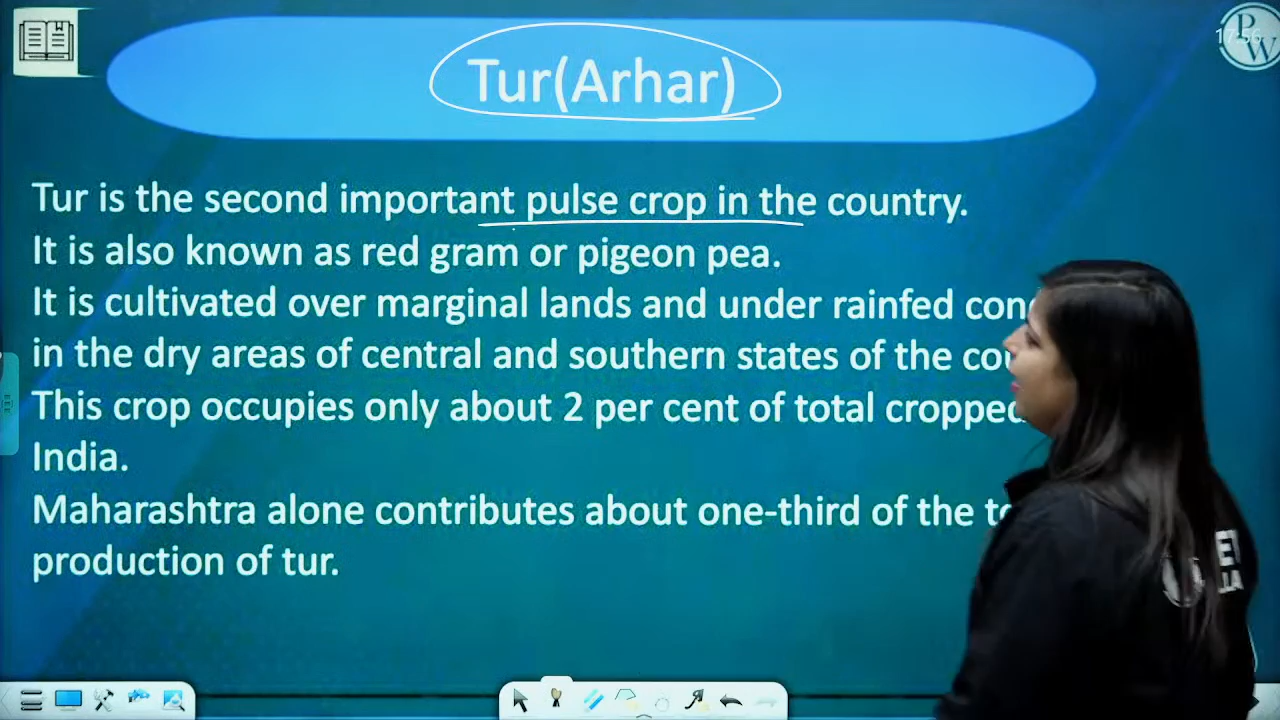 Tur(Arhar)
17:56
P
W
Tur is the second important pulse crop in the country.
It is also known as red gram or pigeon pea.
It is cultivated over marginal lands and under rainfed
in the dry areas of central and southern states of the
This crop occupies only about 2 per cent of total cropped
India.
Maharashtra alone contributes about one-third of the
production of tur.